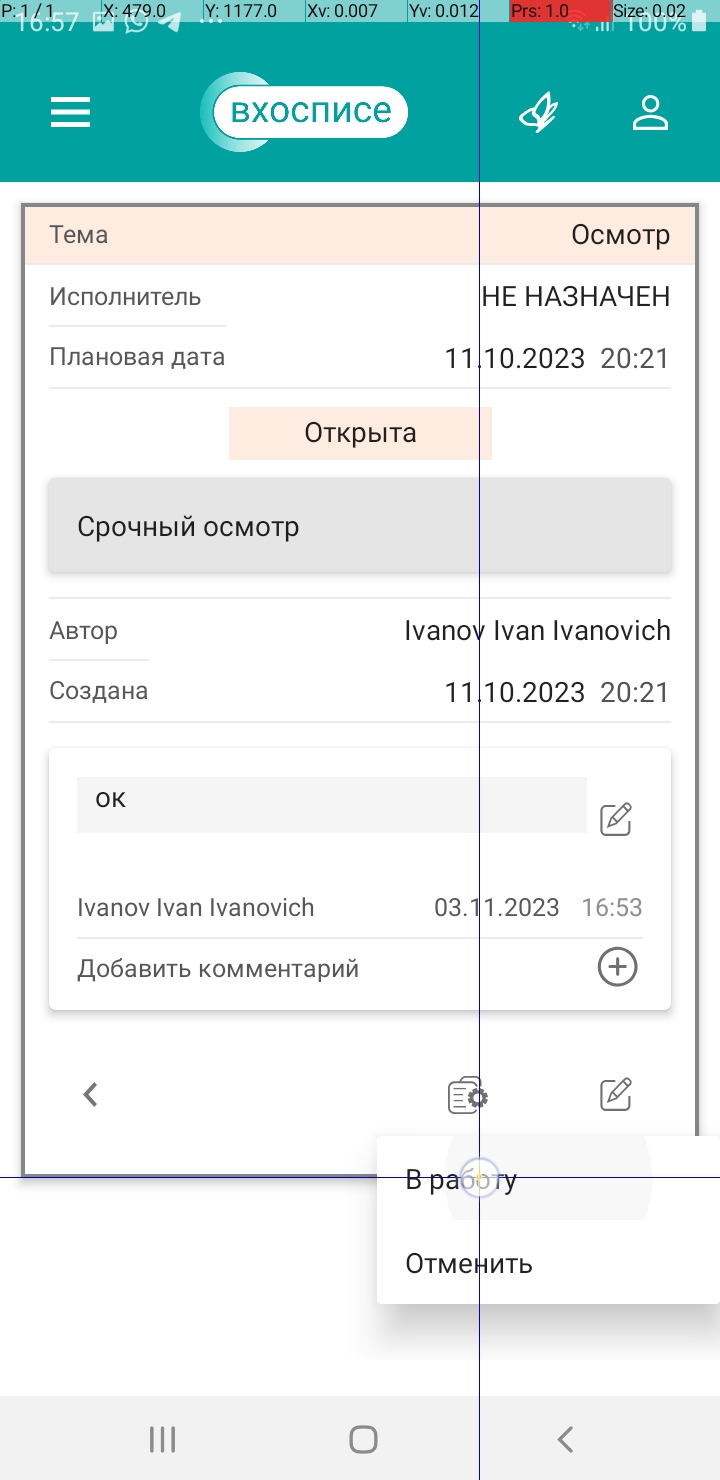 P: 1 / 1 X: 479.0 Y: 1177.0 Xv: 0.007 Yv: 0.012 Prs: 1.0 Size: 0.02
16:57 100%
вхосписе
Тема Осмотр
Исполнитель НЕ НАЗНАЧЕН
Плановая дата 11.10.2023 20:21
Открыта
Срочный осмотр
Автор Ivanov Ivan Ivanovich
Создана 11.10.2023 20:21
ок
Ivanov Ivan Ivanovich 03.11.2023 16:53
Добавить комментарий
В работу
Отменить